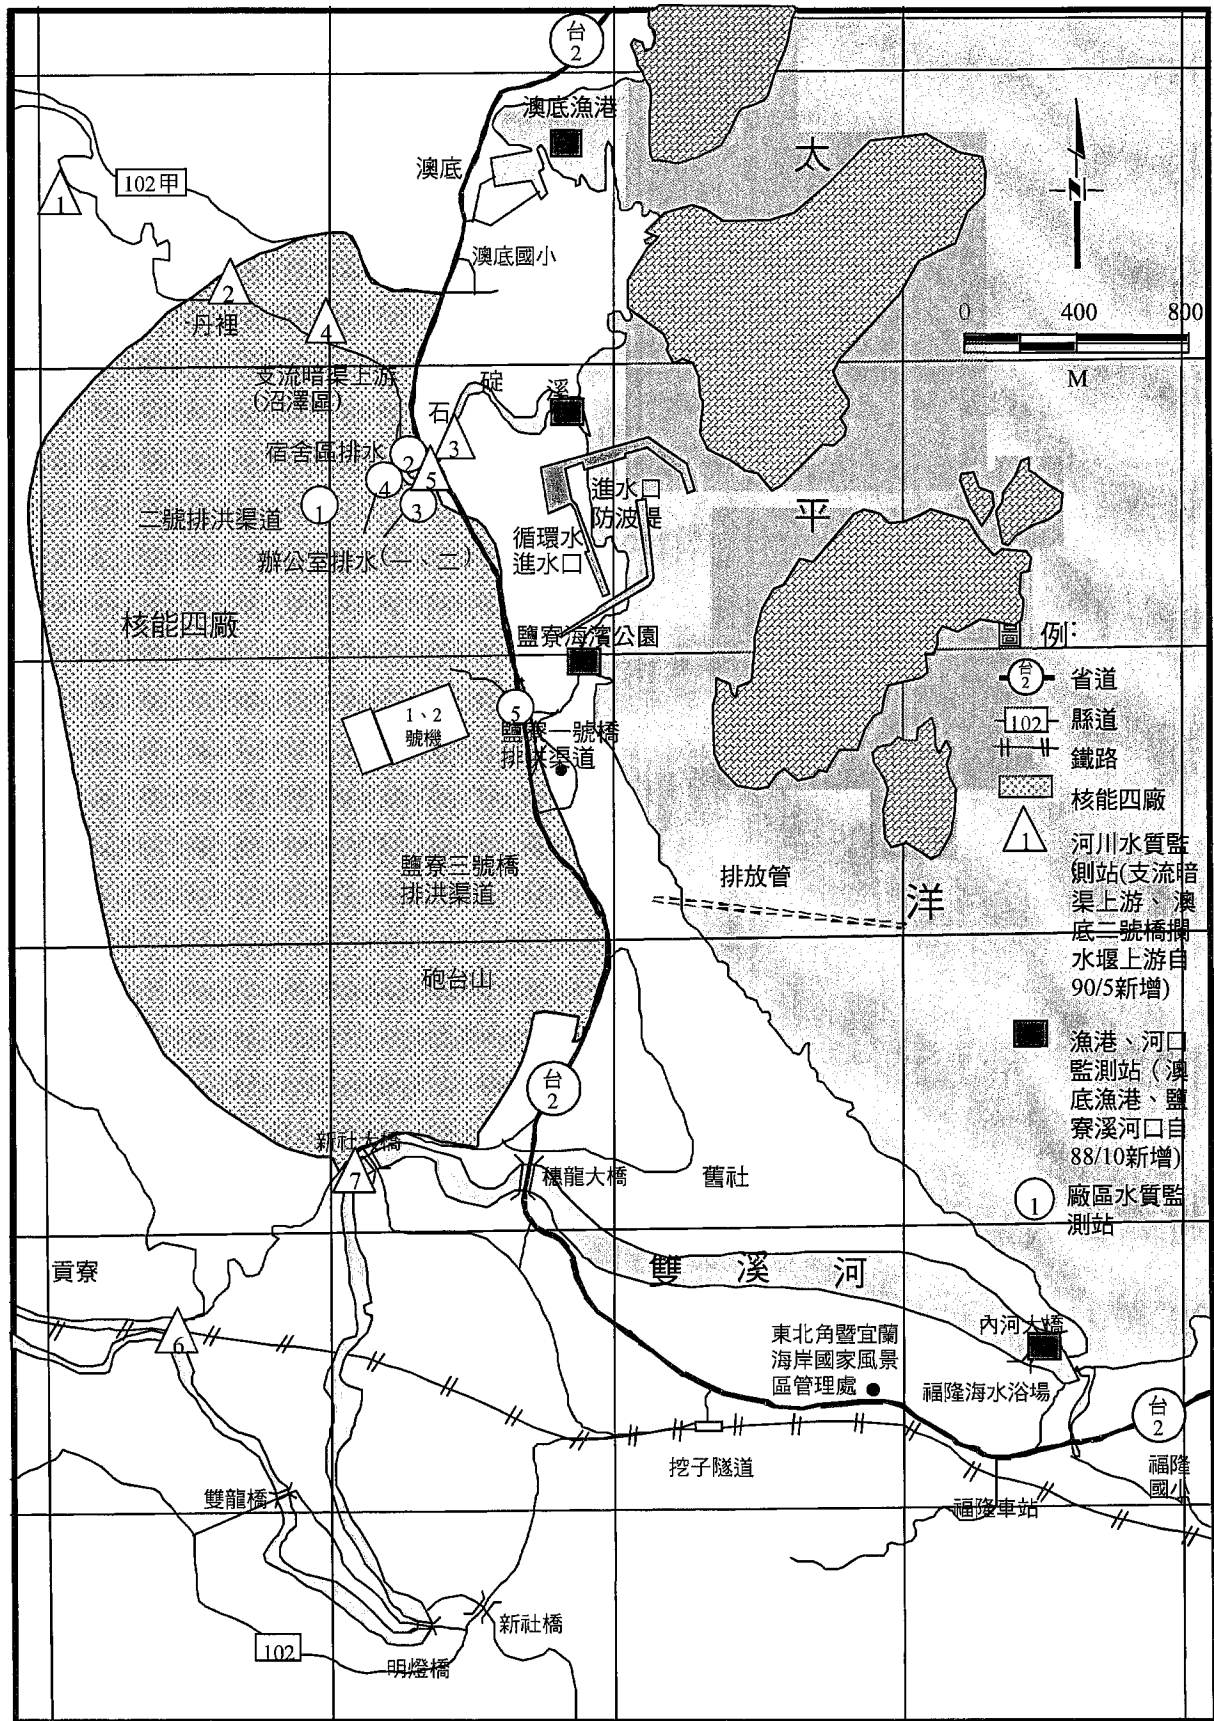 台
2
澳底漁港
太
澳底
102甲
1
N
澳底國小
2
丹裡
4
0 400 800
M
支流暗渠上游
(沼澤區)
石 碇 溪
3
宿舍區排水
2
5
4
3
1
進水口
防波堤
平
二號排洪渠道
循環水
進水口
辦公室排水(一、二)
核能四廠
鹽寮海濱公園
圖 例:
台
2
省道
1、2
號機
5
鹽寮一號橋
排洪渠道
102
縣道
鐵路
核能四廠
1
河川水質監
測站(支流暗
渠上游、澳
底二號橋攔
水堰上游自
90/5新增)
鹽寮三號橋
排洪渠道
排放管
洋
砲台山
漁港、河口
監測站（澳
底漁港、鹽
寮溪河口自
88/10新增)
台
2
新社大橋
7
穗龍大橋
舊社
1
廠區水質監
測站
貢寮
雙溪河
6
內河大橋
東北角暨宜蘭
海岸國家風景
區管理處
福隆海水浴場
台
2
挖子隧道
福隆
國小
雙龍橋
福隆車站
新社橋
102
明燈橋